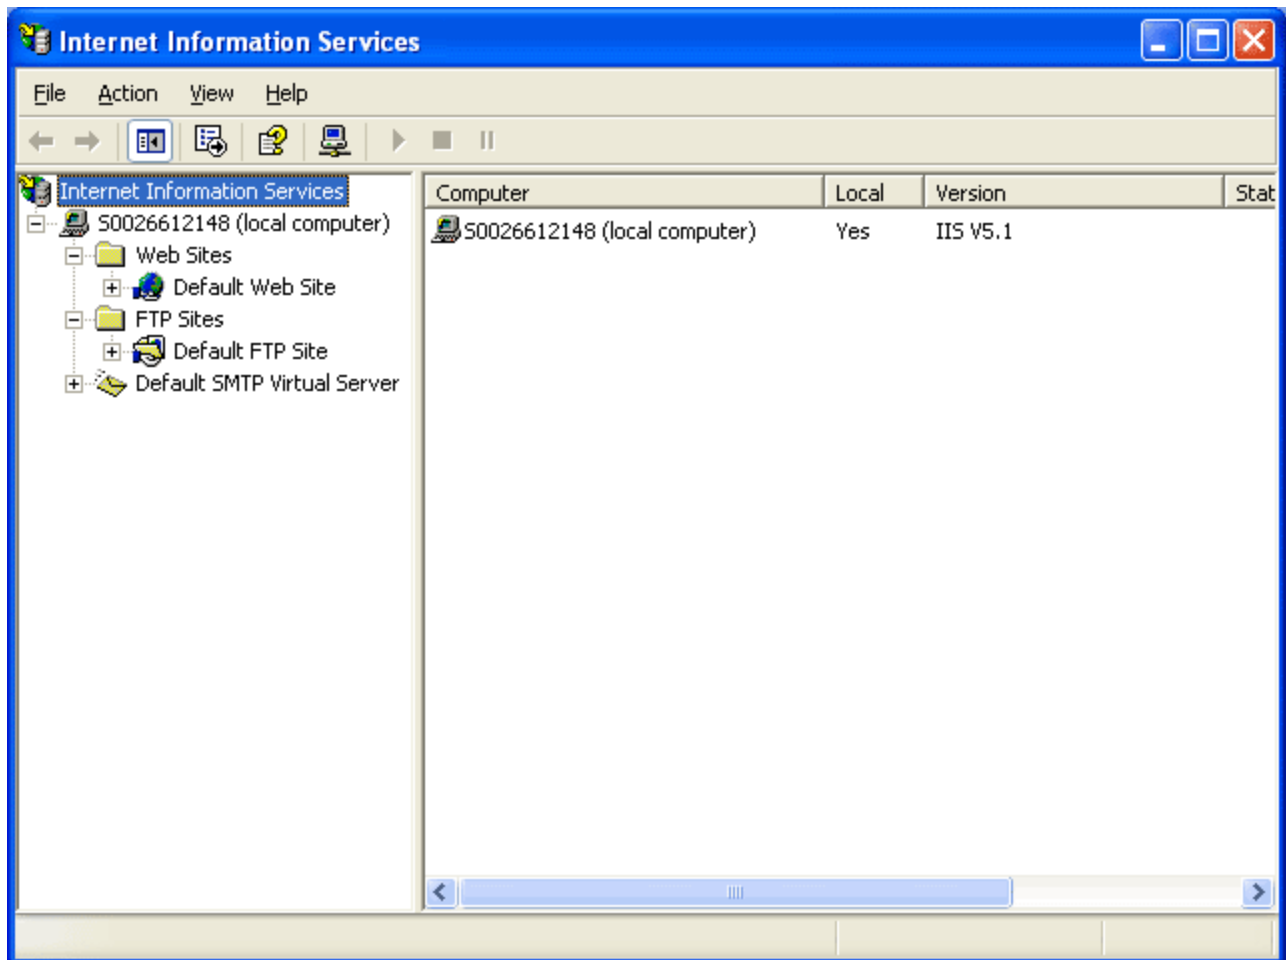 Internet Information Services
File Action View Help
Internet Information Services
S0026612148 (local computer)
Web Sites
Default Web Site
FTP Sites
Default FTP Site
Default SMTP Virtual Server
Computer Local Version Stat
S0026612148 (local computer) Yes IIS V5.1